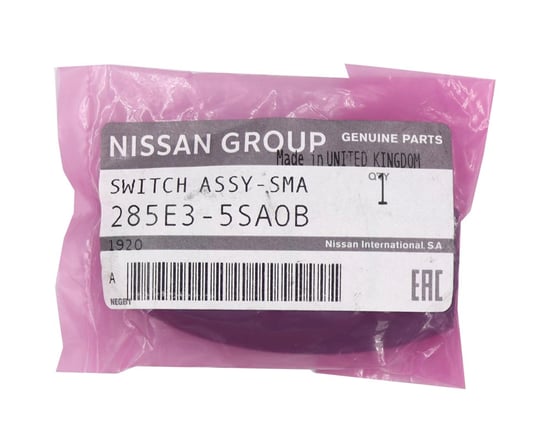 NISSAN GROUP GENUINE PARTS
Made in UNITED KINGDOM
SWITCH ASSY-SMA QTY 1
285E3-5SA0B
1920 Nissan International. SA
A EAC